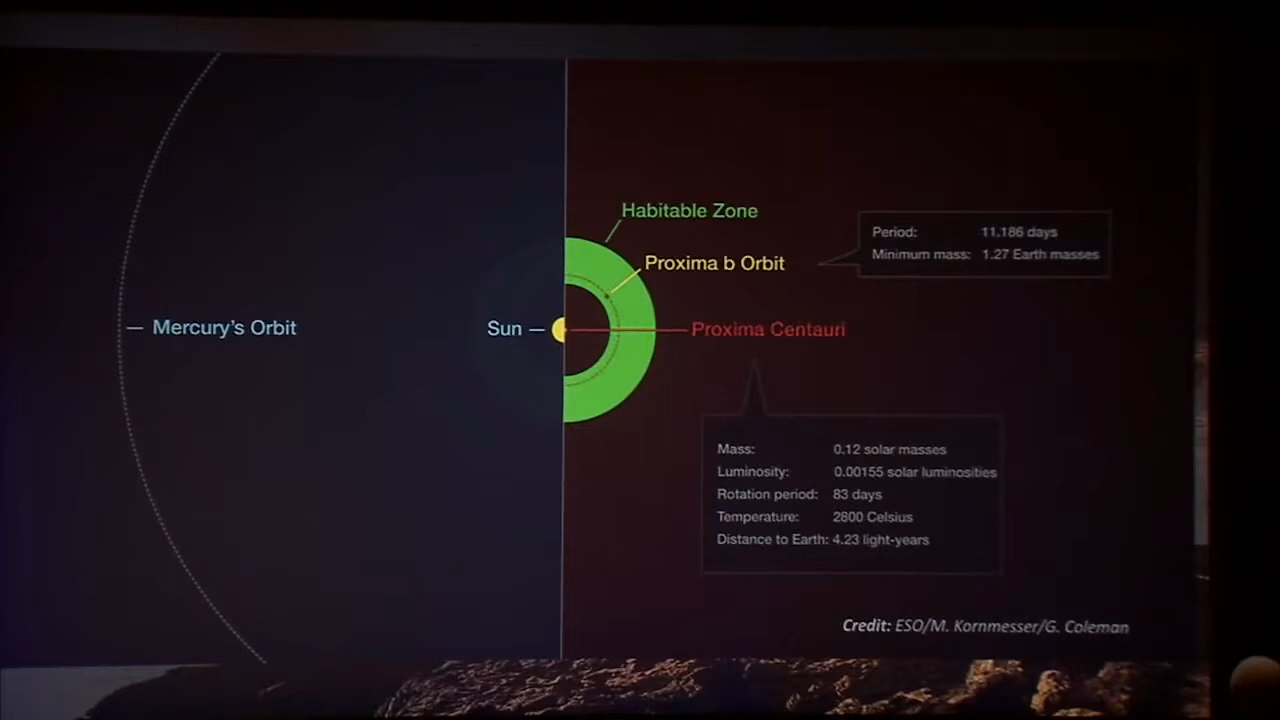 Habitable Zone
Proxima b Orbit
Period: 11.186 days
Minimum mass: 1.27 Earth masses
Mercury's Orbit
Sun
Proxima Centauri
Mass: 0.12 solar masses
Luminosity: 0.00155 solar luminosities
Rotation period: 83 days
Temperature: 2800 Celsius
Distance to Earth: 4.23 light-years
Credit: ESO/M. Kornmesser/G. Coleman